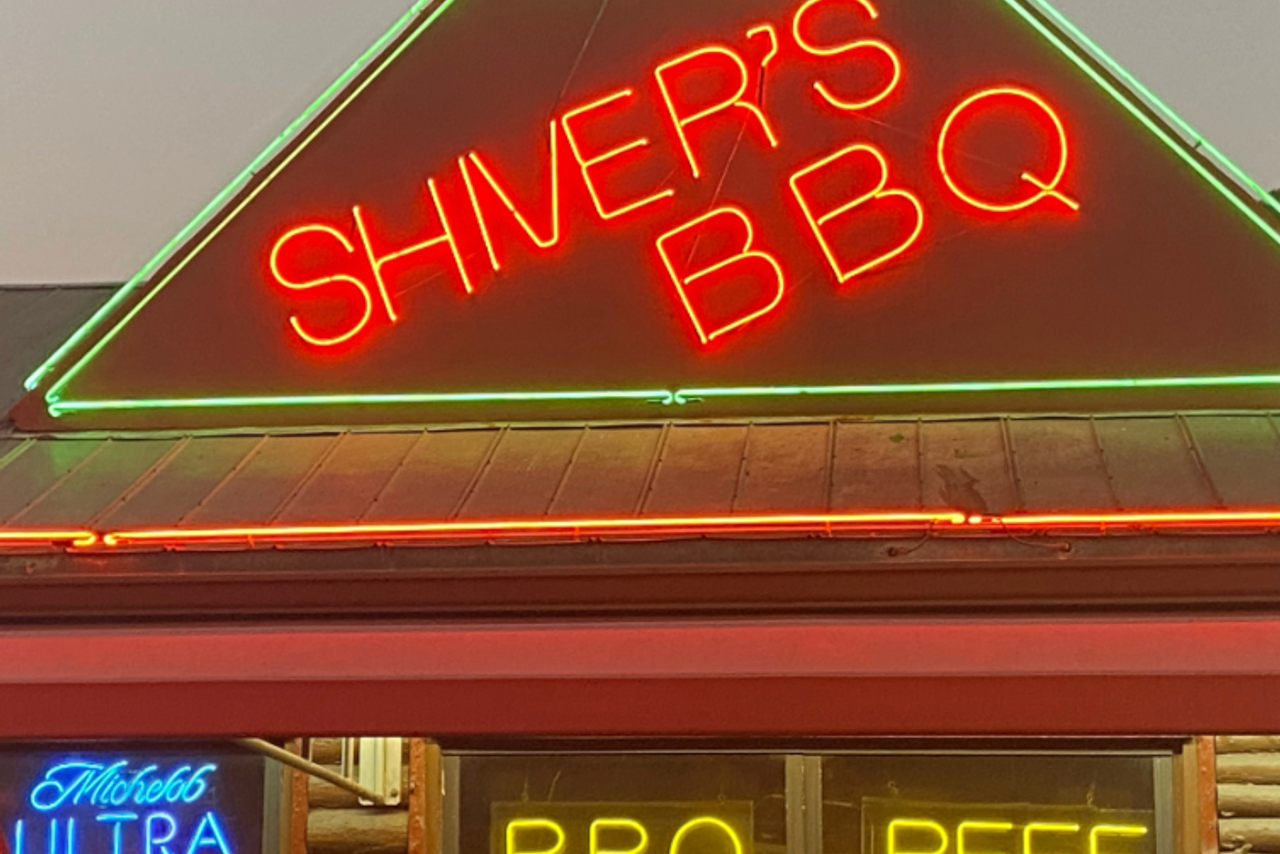 SHIVER'S
BBQ
Michelob
ULTRA
BBQ
BEEF